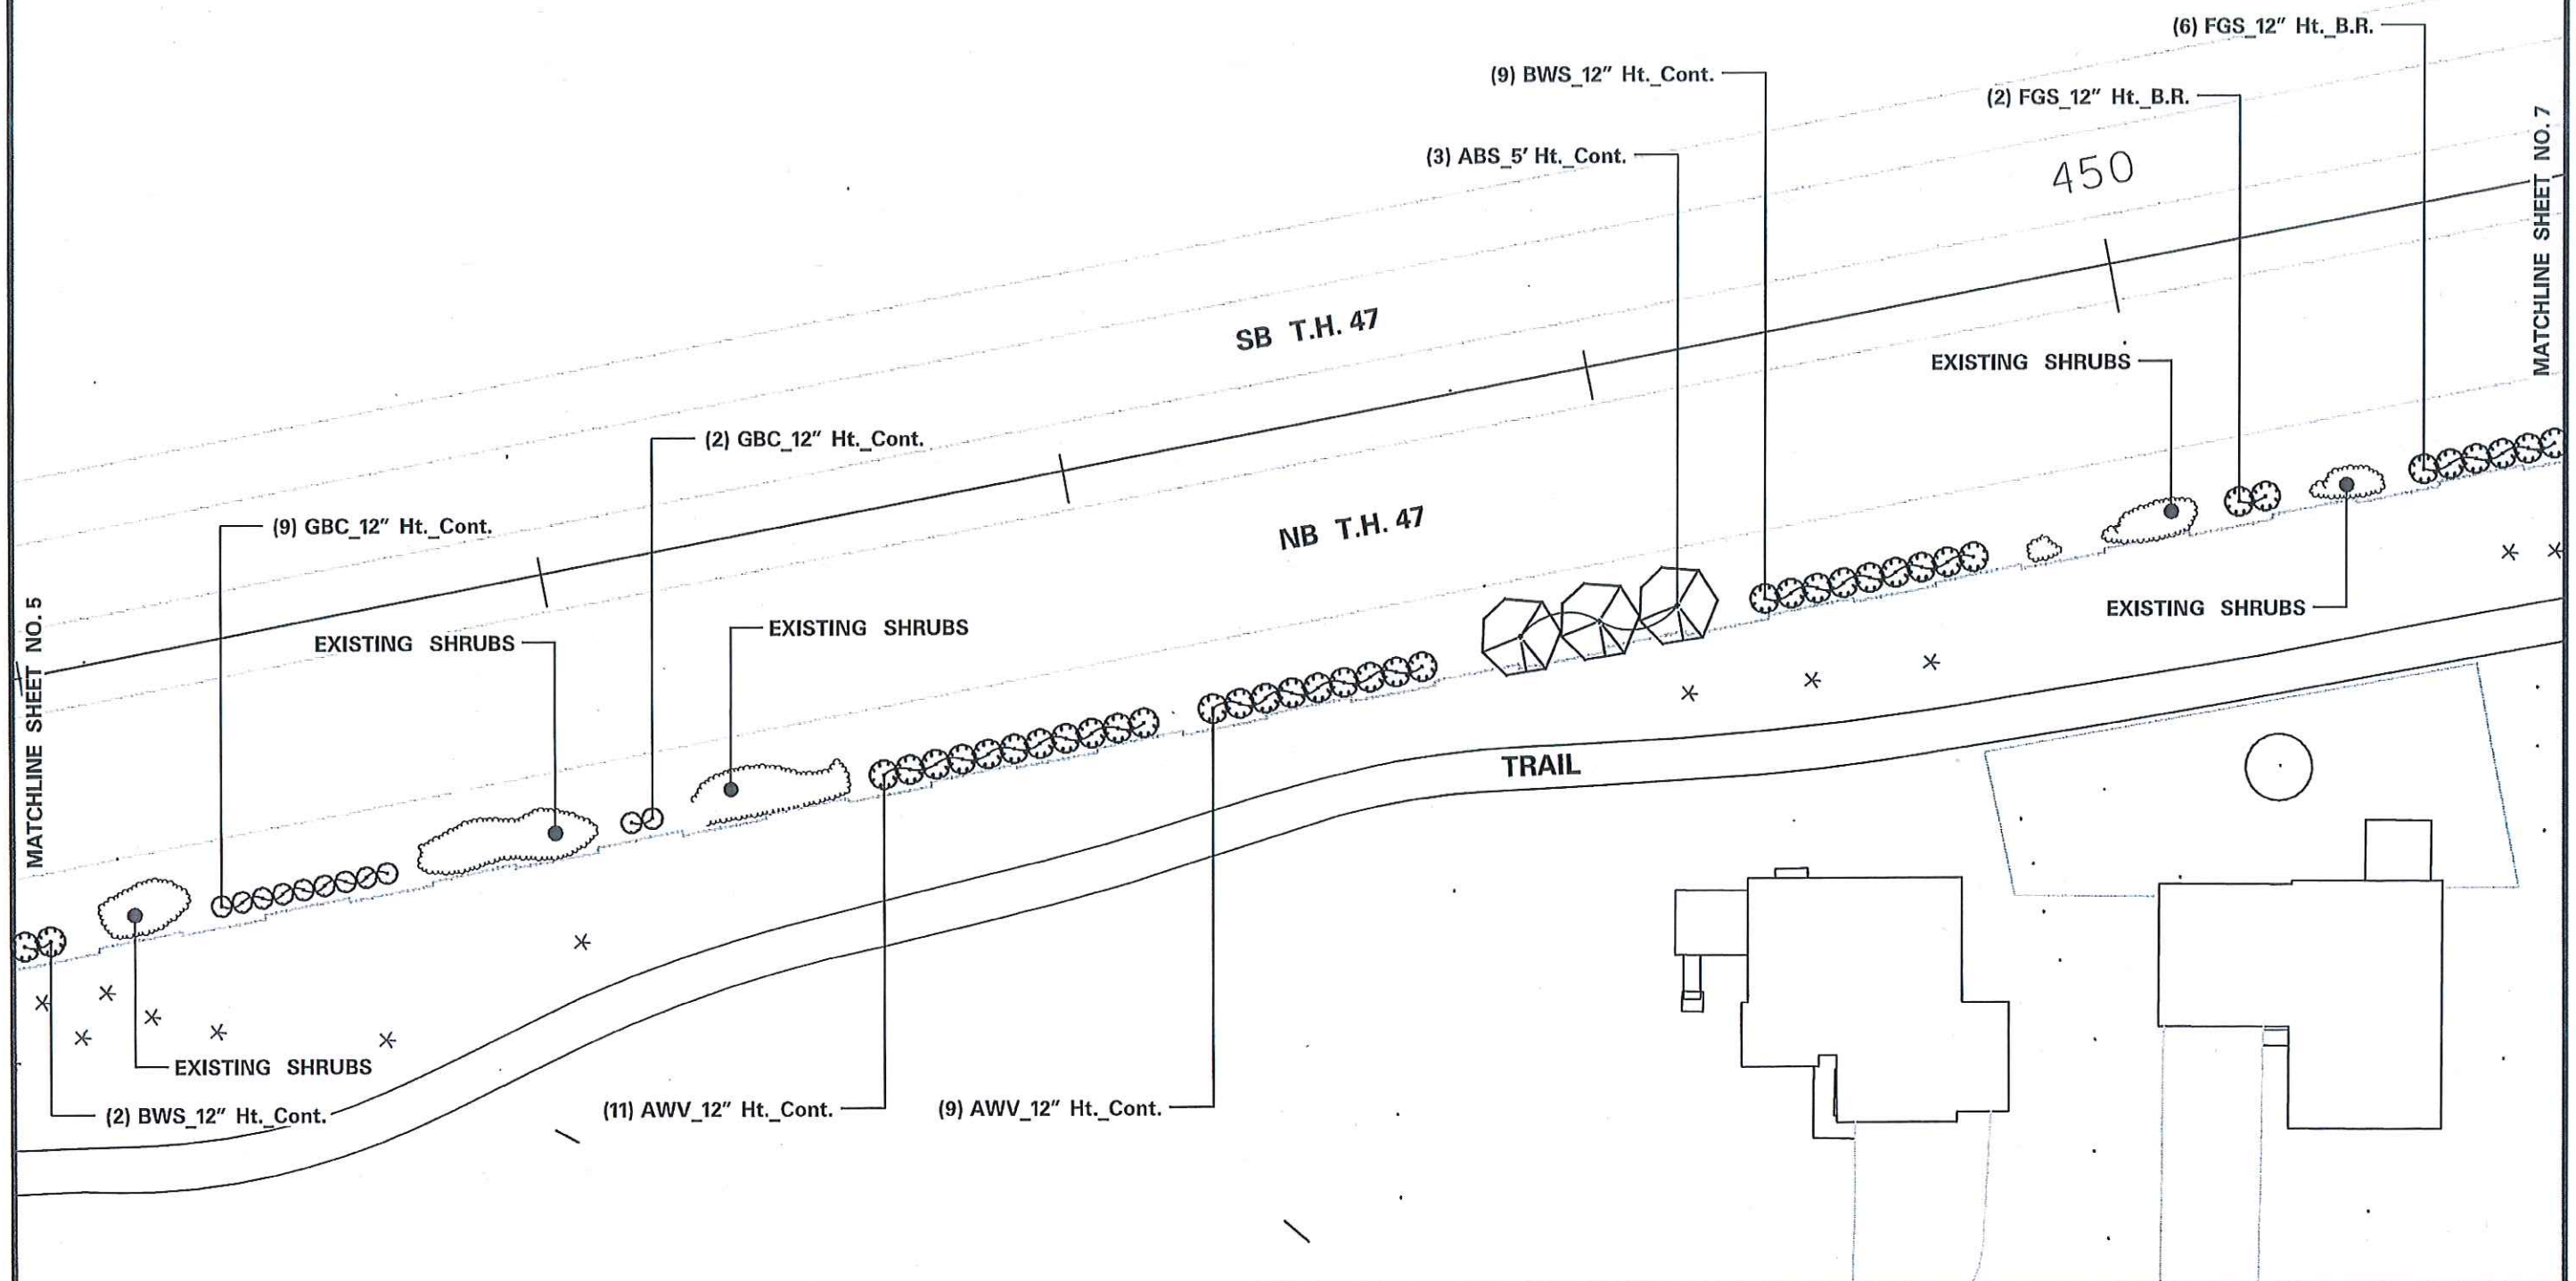 (6) FGS_12" Ht._B.R.
(9) BWS_12" Ht._Cont.
(2) FGS_12" Ht._B.R.
(3) ABS_5' Ht._Cont.
450
MATCHLINE SHEET NO. 7
SB T.H. 47
EXISTING SHRUBS
(2) GBC_12" Ht._Cont.
(9) GBC_12" Ht._Cont.
NB T.H. 47
EXISTING SHRUBS
EXISTING SHRUBS
EXISTING SHRUBS
MATCHLINE SHEET NO. 5
TRAIL
EXISTING SHRUBS
(2) BWS_12" Ht._Cont.
(11) AWV_12" Ht._Cont.
(9) AWV_12" Ht._Cont.